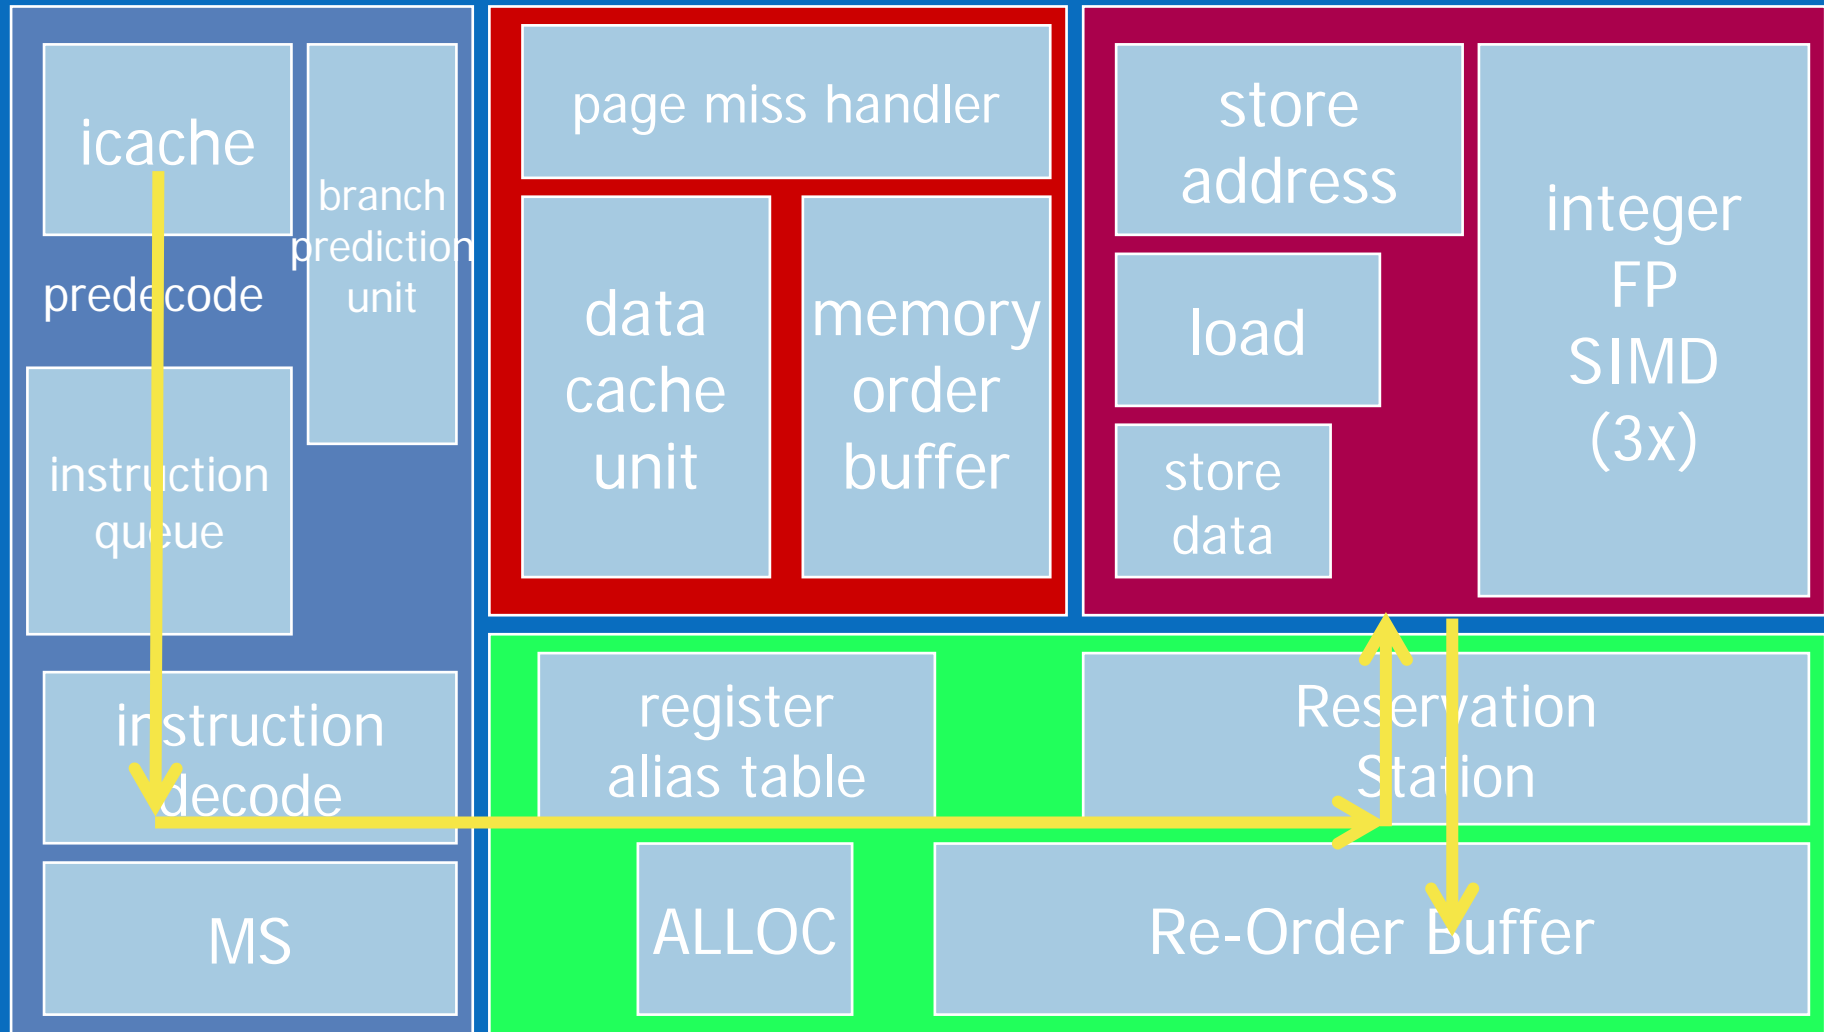 icache
branch
prediction
unit
predecode
instruction
queue
instruction
decode
MS
page miss handler
data
cache
unit
memory
order
buffer
store
address
load
store
data
integer
FP
SIMD
(3x)
register
alias table
Reservation
Station
ALLOC
Re-Order Buffer